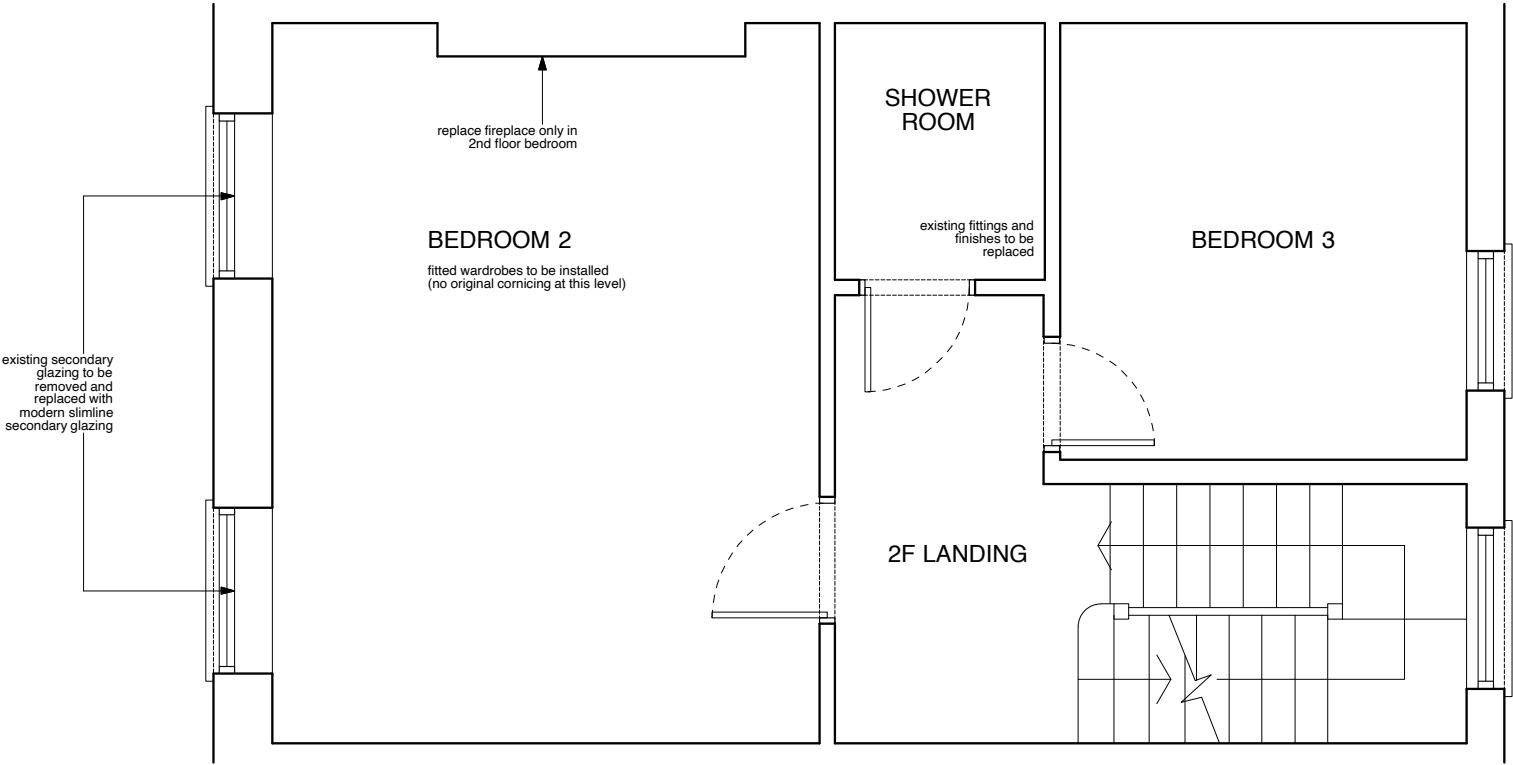 SHOWER
ROOM
replace fireplace only in
2nd floor bedroom
BEDROOM 2
fitted wardrobes to be installed
(no original cornicing at this level)
existing fittings and
finishes to be
replaced
BEDROOM 3
existing secondary
glazing to be
removed and
replaced with
modern slimline
secondary glazing
2F LANDING